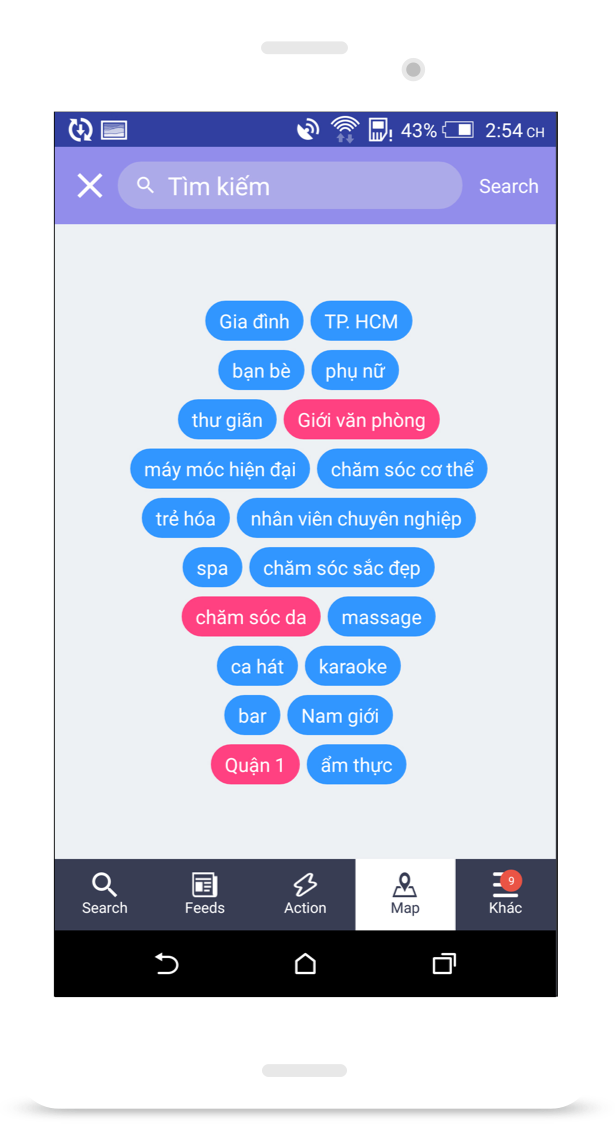 43% 2:54 CH
Tìm kiếm Search
Gia đình TP. HCM
bạn bè phụ nữ
thư giãn Giới văn phòng
máy móc hiện đại chăm sóc cơ thể
trẻ hóa nhân viên chuyên nghiệp
spa chăm sóc sắc đẹp
chăm sóc da massage
ca hát karaoke
bar Nam giới
Quận 1 ẩm thực
9
Search Feeds Action Map Khác